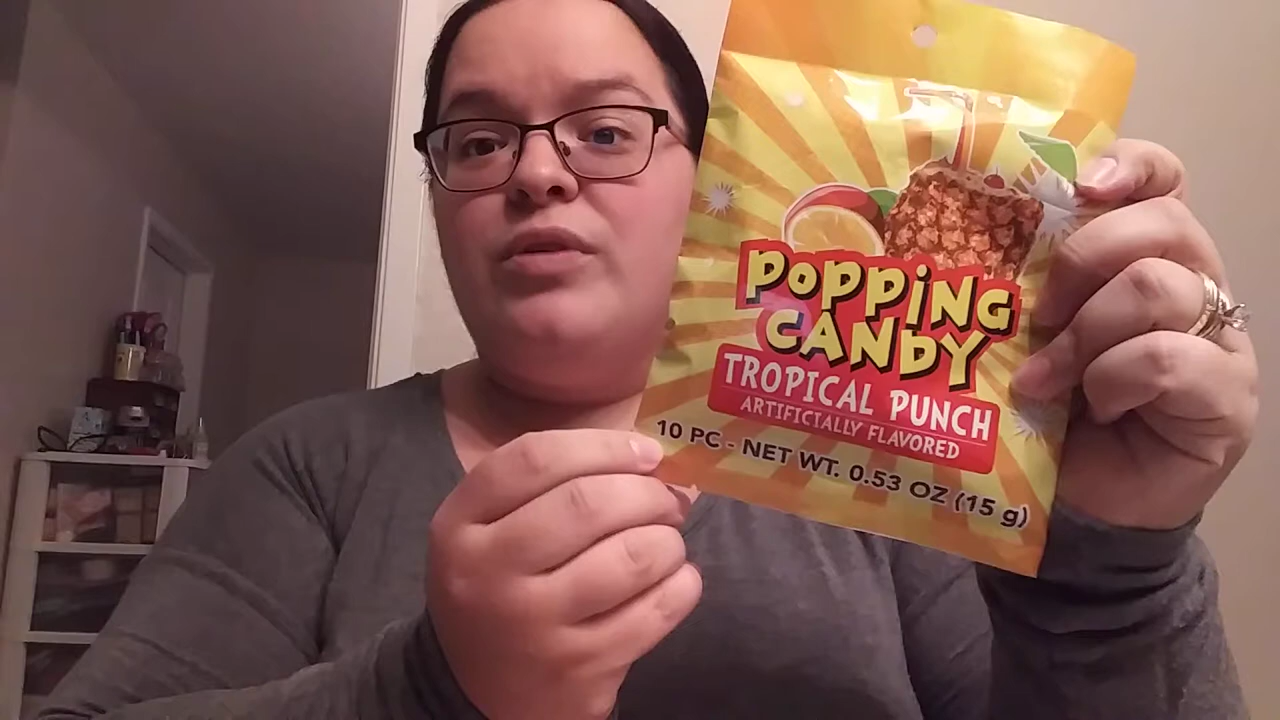 POPPING
CANDY
TROPICAL PUNCH
ARTIFICIALLY FLAVORED
10 PC - NET WT. 0.53 OZ (15 g)